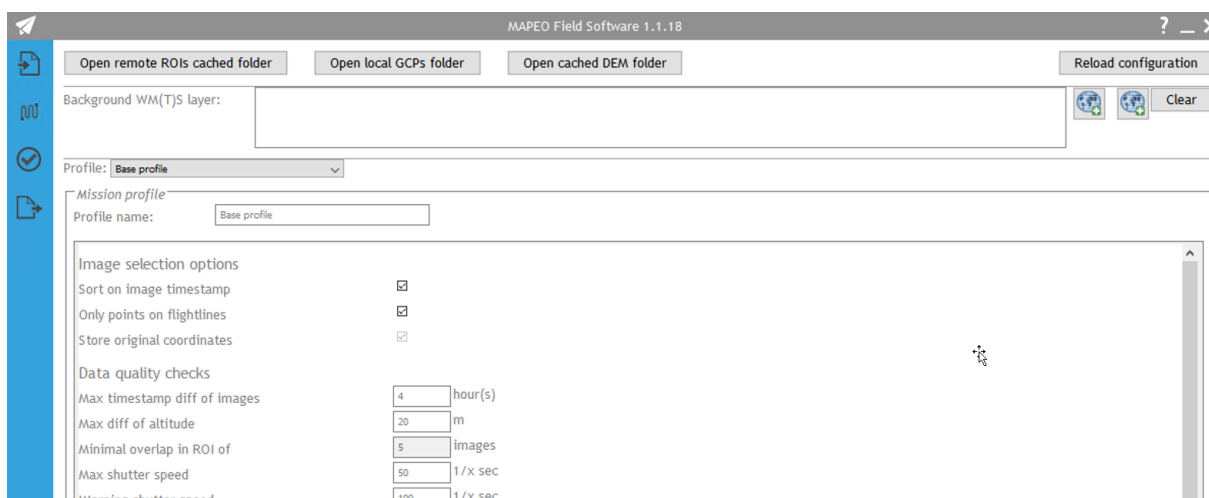 MAPEO Field Software 1.1.18 ?
Open remote ROIs cached folder Open local GCPs folder Open cached DEM folder Reload configuration
Background WM(T)S layer: Clear
Profile: Base profile
Mission profile
Profile name: Base profile
Image selection options
Sort on image timestamp
Only points on flightlines
Store original coordinates
Data quality checks
Max timestamp diff of images 4 hour(s)
Max diff of altitude 20 m
Minimal overlap in ROI of 5 images
Max shutter speed 50 1/x sec
Warning shutter speed 100 1/x sec